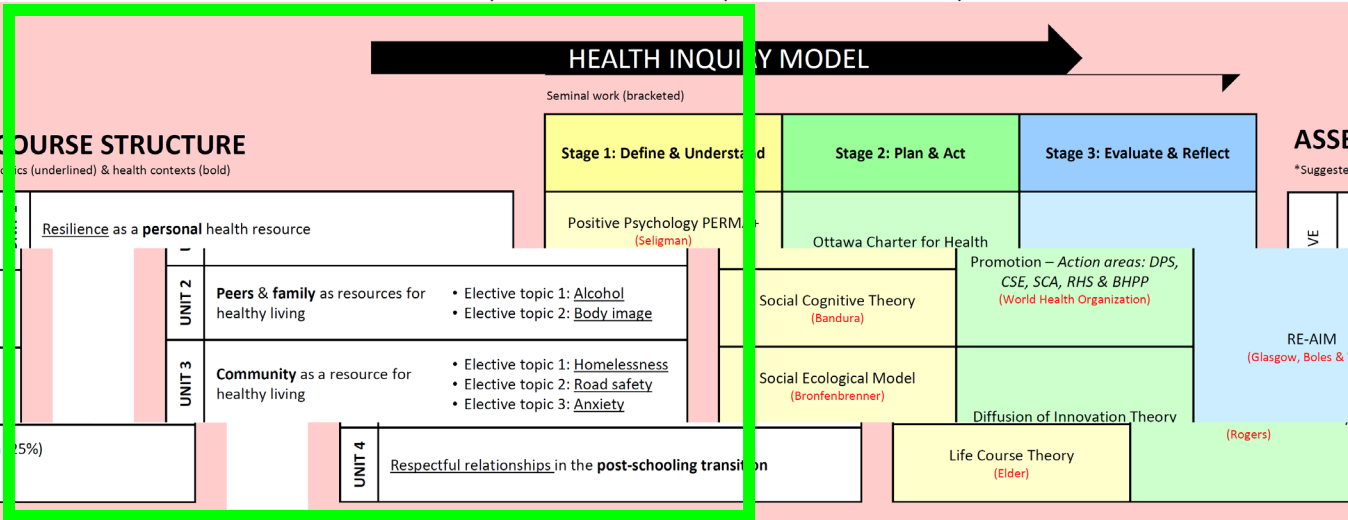 HEALTH INQUIRY MODEL
Seminal work (bracketed)
COURSE STRUCTURE
(underlined) & health contexts (bold)
Stage 1: Define & Understand
Stage 2: Plan & Act
Stage 3: Evaluate & Reflect
Resilience as a personal health resource
Positive Psychology PERMA+
(Seligman)
Ottawa Charter for Health
Promotion – Action areas: DPS,
CSE, SCA, RHS & BHPP
(World Health Organization)
UNIT 2
Peers & family as resources for
healthy living
• Elective topic 1: Alcohol
• Elective topic 2: Body image
Social Cognitive Theory
(Bandura)
RE-AIM
(Glasgow, Boles &
UNIT 3
Community as a resource for
healthy living
• Elective topic 1: Homelessness
• Elective topic 2: Road safety
• Elective topic 3: Anxiety
Social Ecological Model
(Bronfenbrenner)
Diffusion of Innovation Theory
(Rogers)
25%)
UNIT 4
Respectful relationships in the post-schooling transition
Life Course Theory
(Elder)